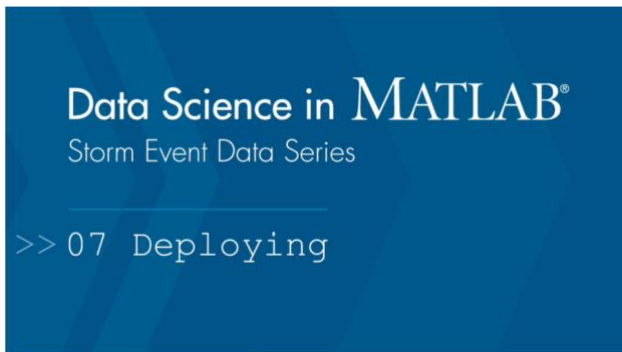 Data Science in MATLAB®
Storm Event Data Series
>> 07 Deploying